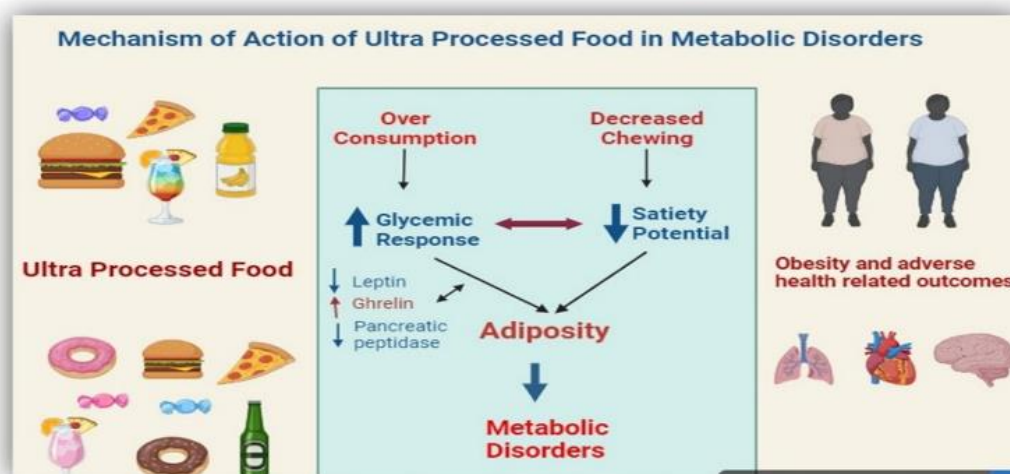 Mechanism of Action of Ultra Processed Food in Metabolic Disorders
Over
Consumption
Decreased
Chewing
Glycemic
Response
Satiety
Potential
Ultra Processed Food
Leptin
Ghrelin
Pancreatic
peptidase
Adiposity
Obesity and adverse
health related outcomes
Metabolic
Disorders